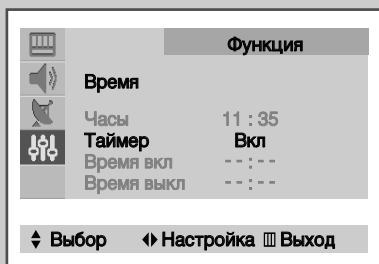 Функция
Время
Часы 11 : 35
Таймер Вкл
Время вкл - - : - -
Время выкл - - : - -
Выбор Настройка Выход